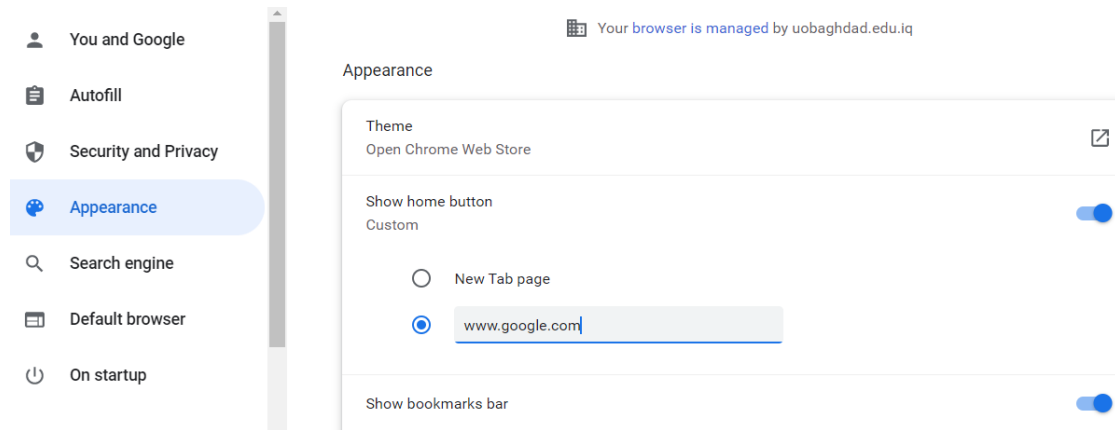 You and Google
Autofill
Security and Privacy
Appearance
Search engine
Default browser
On startup
Your browser is managed by uobaghdad.edu.iq
Appearance
Theme
Open Chrome Web Store
Show home button
Custom
New Tab page
www.google.com
Show bookmarks bar